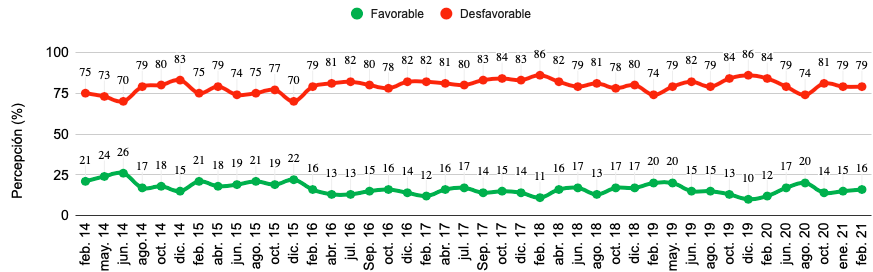 Favorable Desfavorable
Percepción (%)
100
75 73 70 79 80 83 75 79 74 75 77 70 79 81 82 80 78 82 82 81 80 83 84 83 86 82 79 81 78 80 74 79 82 79 84 86 84 79 74 81 79 79
75
50
21 24 26 17 18 15 21 18 19 21 19 22 16 13 13 15 16 14 12 16 17 14 15 14 11 16 17 13 17 17 20 20 15 15 13 10 12 17 20 14 15 16
25
0
feb. 14 may. 14 jun. 14 ago. 14 oct. 14 dic. 14 feb. 15 abr. 15 jun. 15 ago. 15 oct. 15 dic. 15 feb. 16 abr. 16 jul. 16 Sep. 16 oct. 16 dic. 16 feb. 17 abr. 17 jul. 17 Sep. 17 oct. 17 dic. 17 feb. 18 abr. 18 jun. 18 ago. 18 oct. 18 dic. 18 feb. 19 may. 19 jun. 19 ago. 19 oct. 19 dic. 19 feb. 20 jun. 20 ago. 20 oct. 20 ene. 21 feb. 21